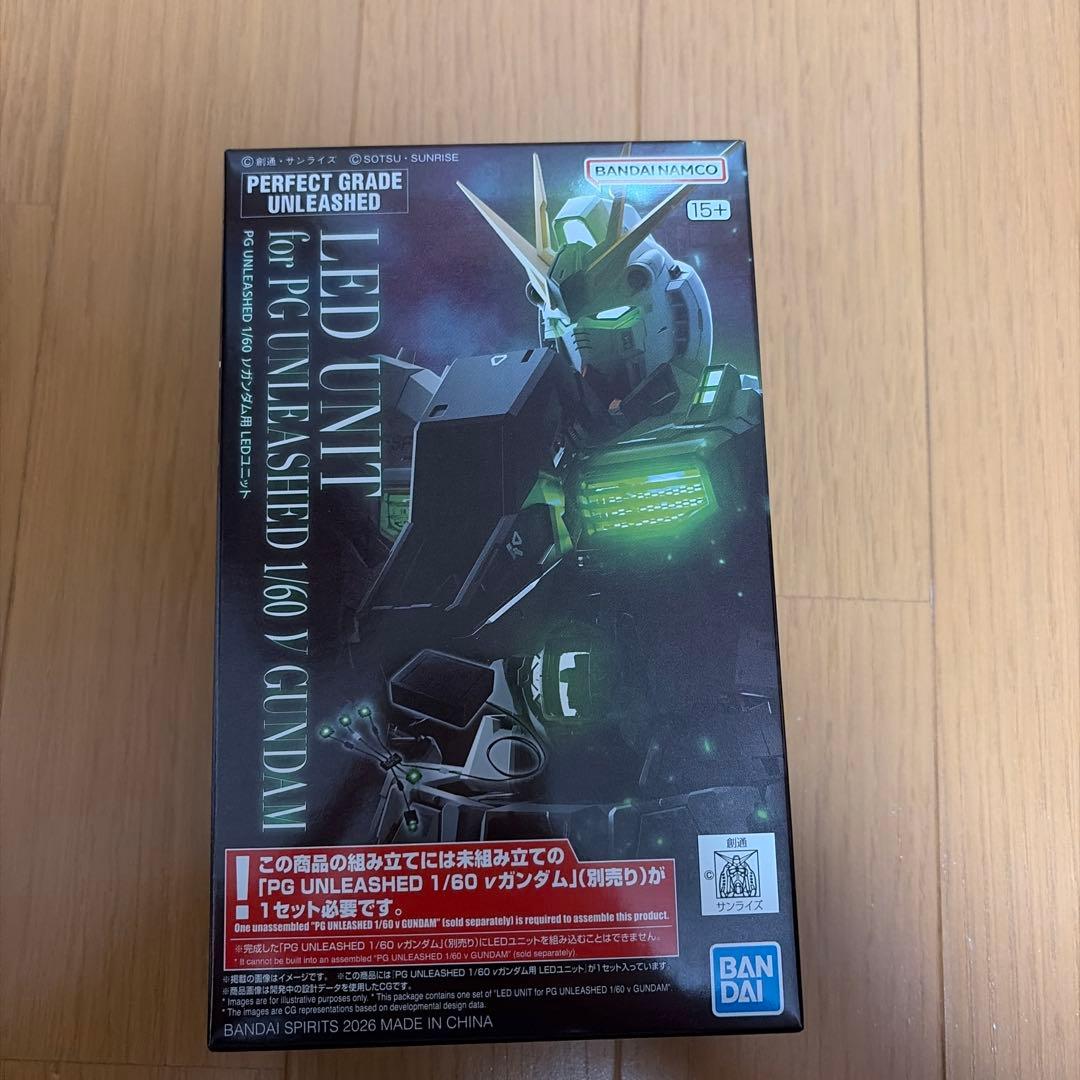 ©創通・サンライズ ©SOTSU・SUNRISE
PERFECT GRADE
UNLEASHED
BANDAI NAMCO
15+
LED UNIT
for PG UNLEASHED 1/60 ν GUNDAM
PG UNLEASHED 1/60 νガンダム用 LEDユニット
! この商品の組み立てには未組み立ての
「PG UNLEASHED 1/60 νガンダム」(別売り)が
1セット必要です。
One unassembled "PG UNLEASHED 1/60 ν GUNDAM" (sold separately) is required to assemble this product.
※完成した「PG UNLEASHED 1/60 νガンダム」(別売り)にLEDユニットを組み込むことはできません。
* It cannot be built into an assembled "PG UNLEASHED 1/60 ν GUNDAM" (sold separately).
※掲載の画像はイメージです。 ※この商品には「PG UNLEASHED 1/60 νガンダム用 LEDユニット」が1セット入っています。
※商品画像は開発中の設計データを使用したCGです。
* Images are for illustrative purposes only. * This package contains one set of "LED UNIT for PG UNLEASHED 1/60 ν GUNDAM".
* The images are CG representations based on developmental design data.
BANDAI SPIRITS 2026 MADE IN CHINA
創通
©
サンライズ
BAN
DAI